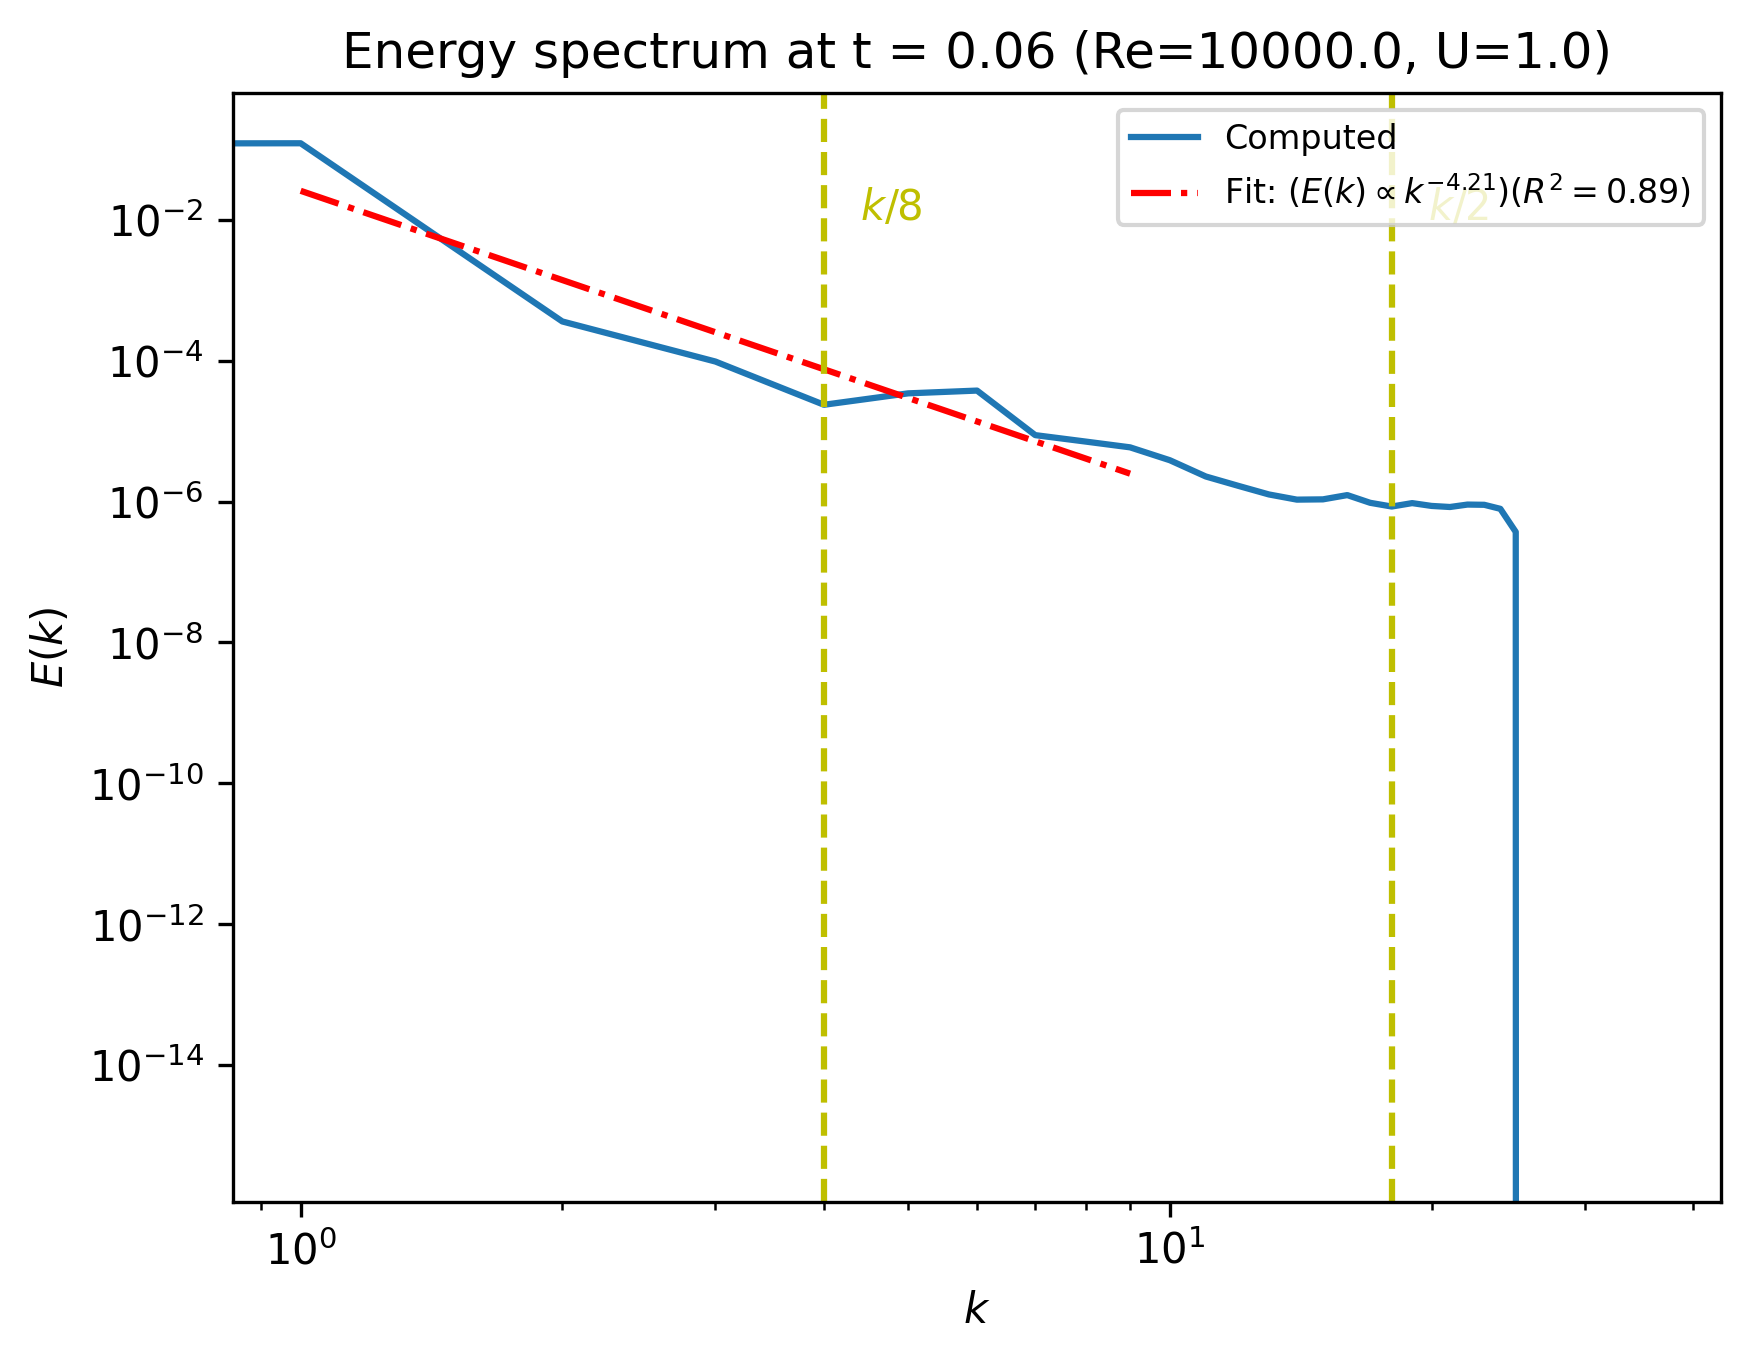 Energy spectrum at t = 0.06 (Re=10000.0, U=1.0)
Computed
Fit: (E(k) ∝ k^{-4.21})(R^2 = 0.89)
k/8
k/2
10^{-2}
10^{-4}
10^{-6}
10^{-8}
10^{-10}
10^{-12}
10^{-14}
E(k)
10^0
10^1
k